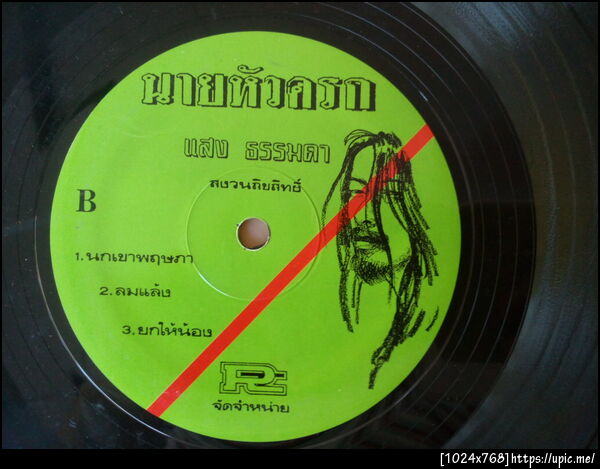 นายหัวครก
แสง ธรรมดา
สงวนลิขสิทธิ์
B
1. นกเขาพฤษภา
2. ลมแล้ง
3. ยกให้น้อง
R
จัดจำหน่าย
[1024x768]https://upic.me/